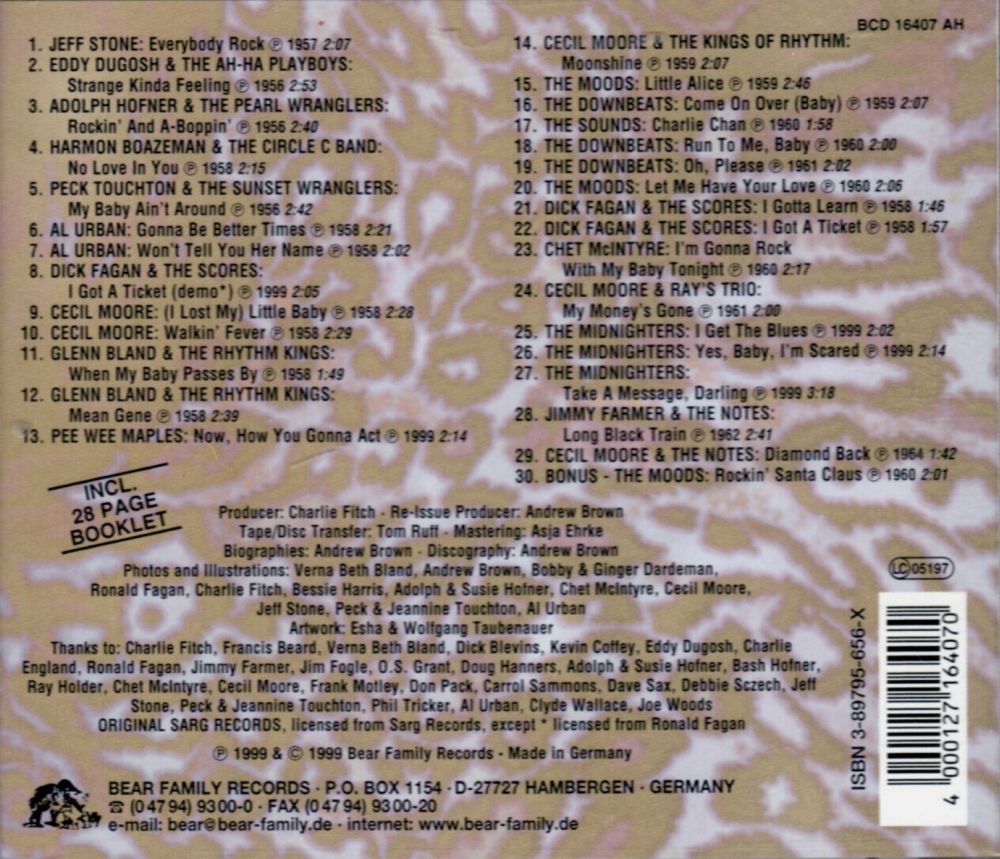 BCD 16407 AH
1. JEFF STONE: Everybody Rock ℗ 1957 2:07
2. EDDY DUGOSH & THE AH-HA PLAYBOYS:
Strange Kinda Feeling ℗ 1956 2:53
3. ADOLPH HOFNER & THE PEARL WRANGLERS:
Rockin' And A-Boppin' ℗ 1956 2:40
4. HARMON BOAZEMAN & THE CIRCLE C BAND:
No Love In You ℗ 1958 2:15
5. PECK TOUCHTON & THE SUNSET WRANGLERS:
My Baby Ain't Around ℗ 1956 2:42
6. AL URBAN: Gonna Be Better Times ℗ 1958 2:21
7. AL URBAN: Won't Tell You Her Name ℗ 1958 2:02
8. DICK FAGAN & THE SCORES:
I Got A Ticket (demo*) ℗ 1999 2:05
9. CECIL MOORE: (I Lost My) Little Baby ℗ 1958 2:28
10. CECIL MOORE: Walkin' Fever ℗ 1958 2:29
11. GLENN BLAND & THE RHYTHM KINGS:
When My Baby Passes By ℗ 1958 1:49
12. GLENN BLAND & THE RHYTHM KINGS:
Mean Gene ℗ 1958 2:39
13. PEE WEE MAPLES: Now, How You Gonna Act ℗ 1999 2:14
14. CECIL MOORE & THE KINGS OF RHYTHM:
Moonshine ℗ 1959 2:07
15. THE MOODS: Little Alice ℗ 1959 2:46
16. THE DOWNBEATS: Come On Over (Baby) ℗ 1959 2:07
17. THE SOUNDS: Charlie Chan ℗ 1960 1:58
18. THE DOWNBEATS: Run To Me, Baby ℗ 1960 2:00
19. THE DOWNBEATS: Oh, Please ℗ 1961 2:02
20. THE MOODS: Let Me Have Your Love ℗ 1960 2:06
21. DICK FAGAN & THE SCORES: I Gotta Learn ℗ 1958 1:46
22. DICK FAGAN & THE SCORES: I Got A Ticket ℗ 1958 1:57
23. CHET McINTYRE: I'm Gonna Rock
With My Baby Tonight ℗ 1960 2:17
24. CECIL MOORE & RAY'S TRIO:
My Money's Gone ℗ 1961 2:00
25. THE MIDNIGHTERS: I Get The Blues ℗ 1999 2:02
26. THE MIDNIGHTERS: Yes, Baby, I'm Scared ℗ 1999 2:14
27. THE MIDNIGHTERS:
Take A Message, Darling ℗ 1999 3:18
28. JIMMY FARMER & THE NOTES:
Long Black Train ℗ 1962 2:41
29. CECIL MOORE & THE NOTES: Diamond Back ℗ 1964 1:42
30. BONUS - THE MOODS: Rockin' Santa Claus ℗ 1960 2:01
INCL.
28 PAGE
BOOKLET
Producer: Charlie Fitch · Re-Issue Producer: Andrew Brown
Tape/Disc Transfer: Tom Ruff · Mastering: Asja Ehrke
Biographies: Andrew Brown · Discography: Andrew Brown
Photos and Illustrations: Verna Beth Bland, Andrew Brown, Bobby & Ginger Dardeman,
Ronald Fagan, Charlie Fitch, Bessie Harris, Adolph & Susie Hofner, Chet McIntyre, Cecil Moore,
Jeff Stone, Peck & Jeannine Touchton, Al Urban
Artwork: Esha & Wolfgang Taubenauer
Thanks to: Charlie Fitch, Francis Beard, Verna Beth Bland, Dick Blevins, Kevin Coffey, Eddy Dugosh, Charlie
England, Ronald Fagan, Jimmy Farmer, Jim Fogle, O.S. Grant, Doug Hanners, Adolph & Susie Hofner, Bash Hofner,
Ray Holder, Chet McIntyre, Cecil Moore, Frank Motley, Don Pack, Carrol Sammons, Dave Sax, Debbie Sczech, Jeff
Stone, Peck & Jeannine Touchton, Phil Tricker, Al Urban, Clyde Wallace, Joe Woods
ORIGINAL SARG RECORDS, licensed from Sarg Records, except * licensed from Ronald Fagan
℗ 1999 & © 1999 Bear Family Records · Made in Germany
BEAR FAMILY RECORDS · P.O. BOX 1154 · D-27727 HAMBERGEN · GERMANY
☎ (0 47 94) 93 00-0 · FAX (0 47 94) 93 00-20
e-mail: bear@bear-family.de · internet: www.bear-family.de
LC 05197
ISBN 3-89795-656-X
4 000127 164070